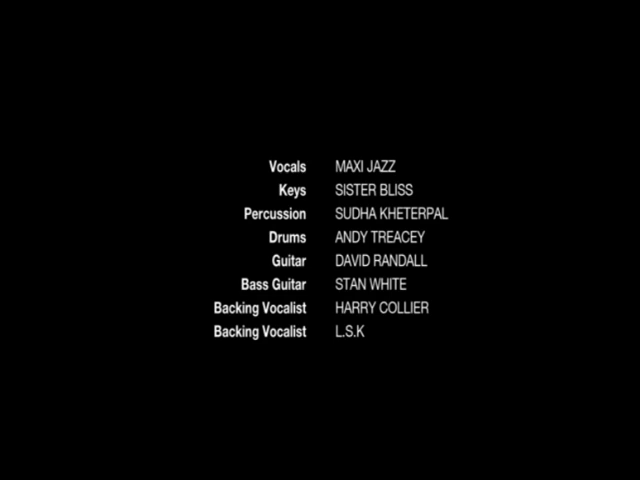 Vocals MAXI JAZZ
Keys SISTER BLISS
Percussion SUDHA KHETERPAL
Drums ANDY TREACEY
Guitar DAVID RANDALL
Bass Guitar STAN WHITE
Backing Vocalist HARRY COLLIER
Backing Vocalist L.S.K